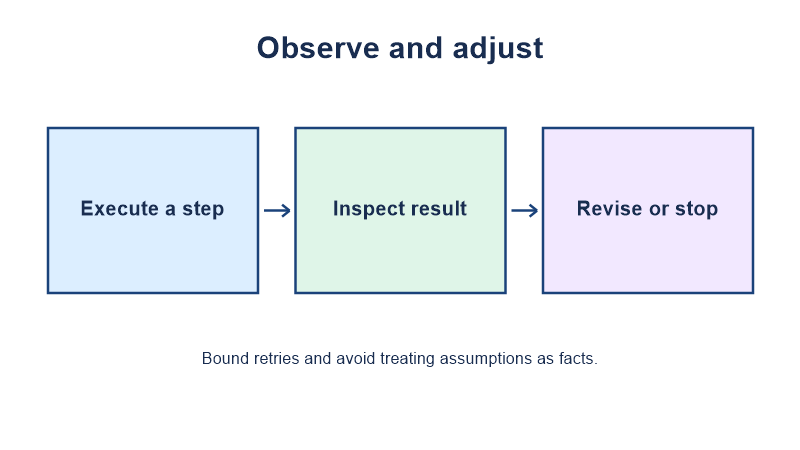 Observe and adjust
Execute a step
Inspect result
Revise or stop
Bound retries and avoid treating assumptions as facts.